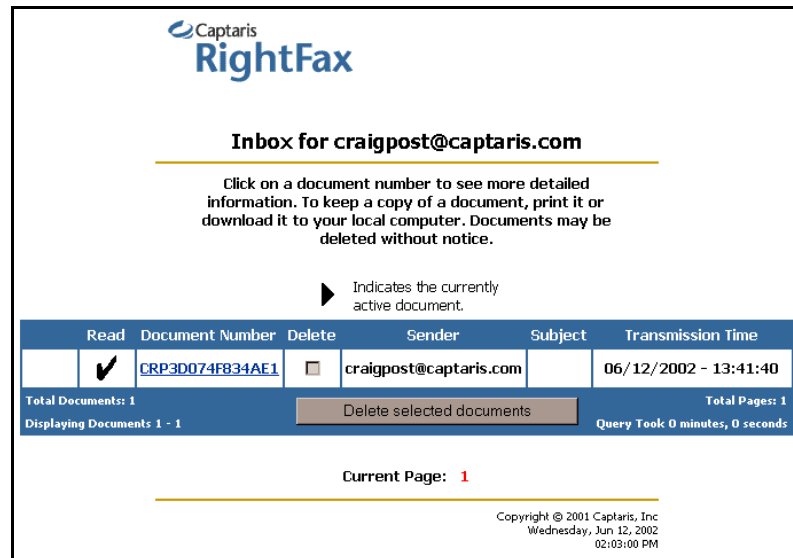 Captaris
RightFax
Inbox for craigpost@captaris.com
Click on a document number to see more detailed
information. To keep a copy of a document, print it or
download it to your local computer. Documents may be
deleted without notice.
Indicates the currently
active document.
Read Document Number Delete Sender Subject Transmission Time
CRP3D074F834AE1 craigpost@captaris.com 06/12/2002 - 13:41:40
Total Documents: 1
Displaying Documents 1 - 1
Delete selected documents
Total Pages: 1
Query Took 0 minutes, 0 seconds
Current Page: 1
Copyright © 2001 Captaris, Inc
Wednesday, Jun 12, 2002
02:03:00 PM